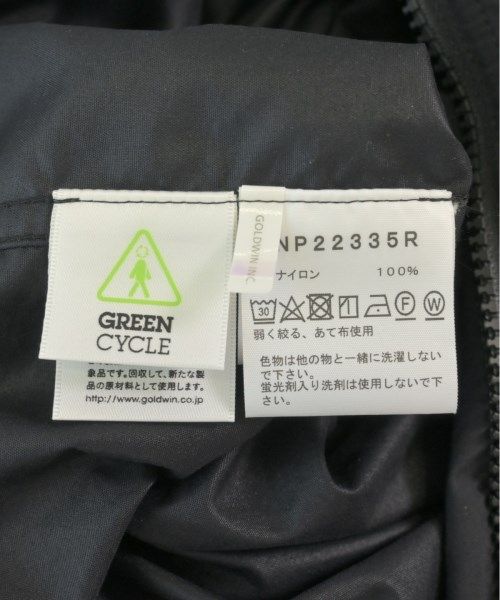 GREEN
CYCLE
象品です。回収して、新たな製
品の原材料として使います。
http://www.goldwin.co.jp
GOLDWIN INC.
NP22335R
ナイロン 100%
30 F W
弱く絞る、あて布使用
色物は他の物と一緒に洗濯しない
で下さい。
蛍光剤入り洗剤は使用しないで下
さい。